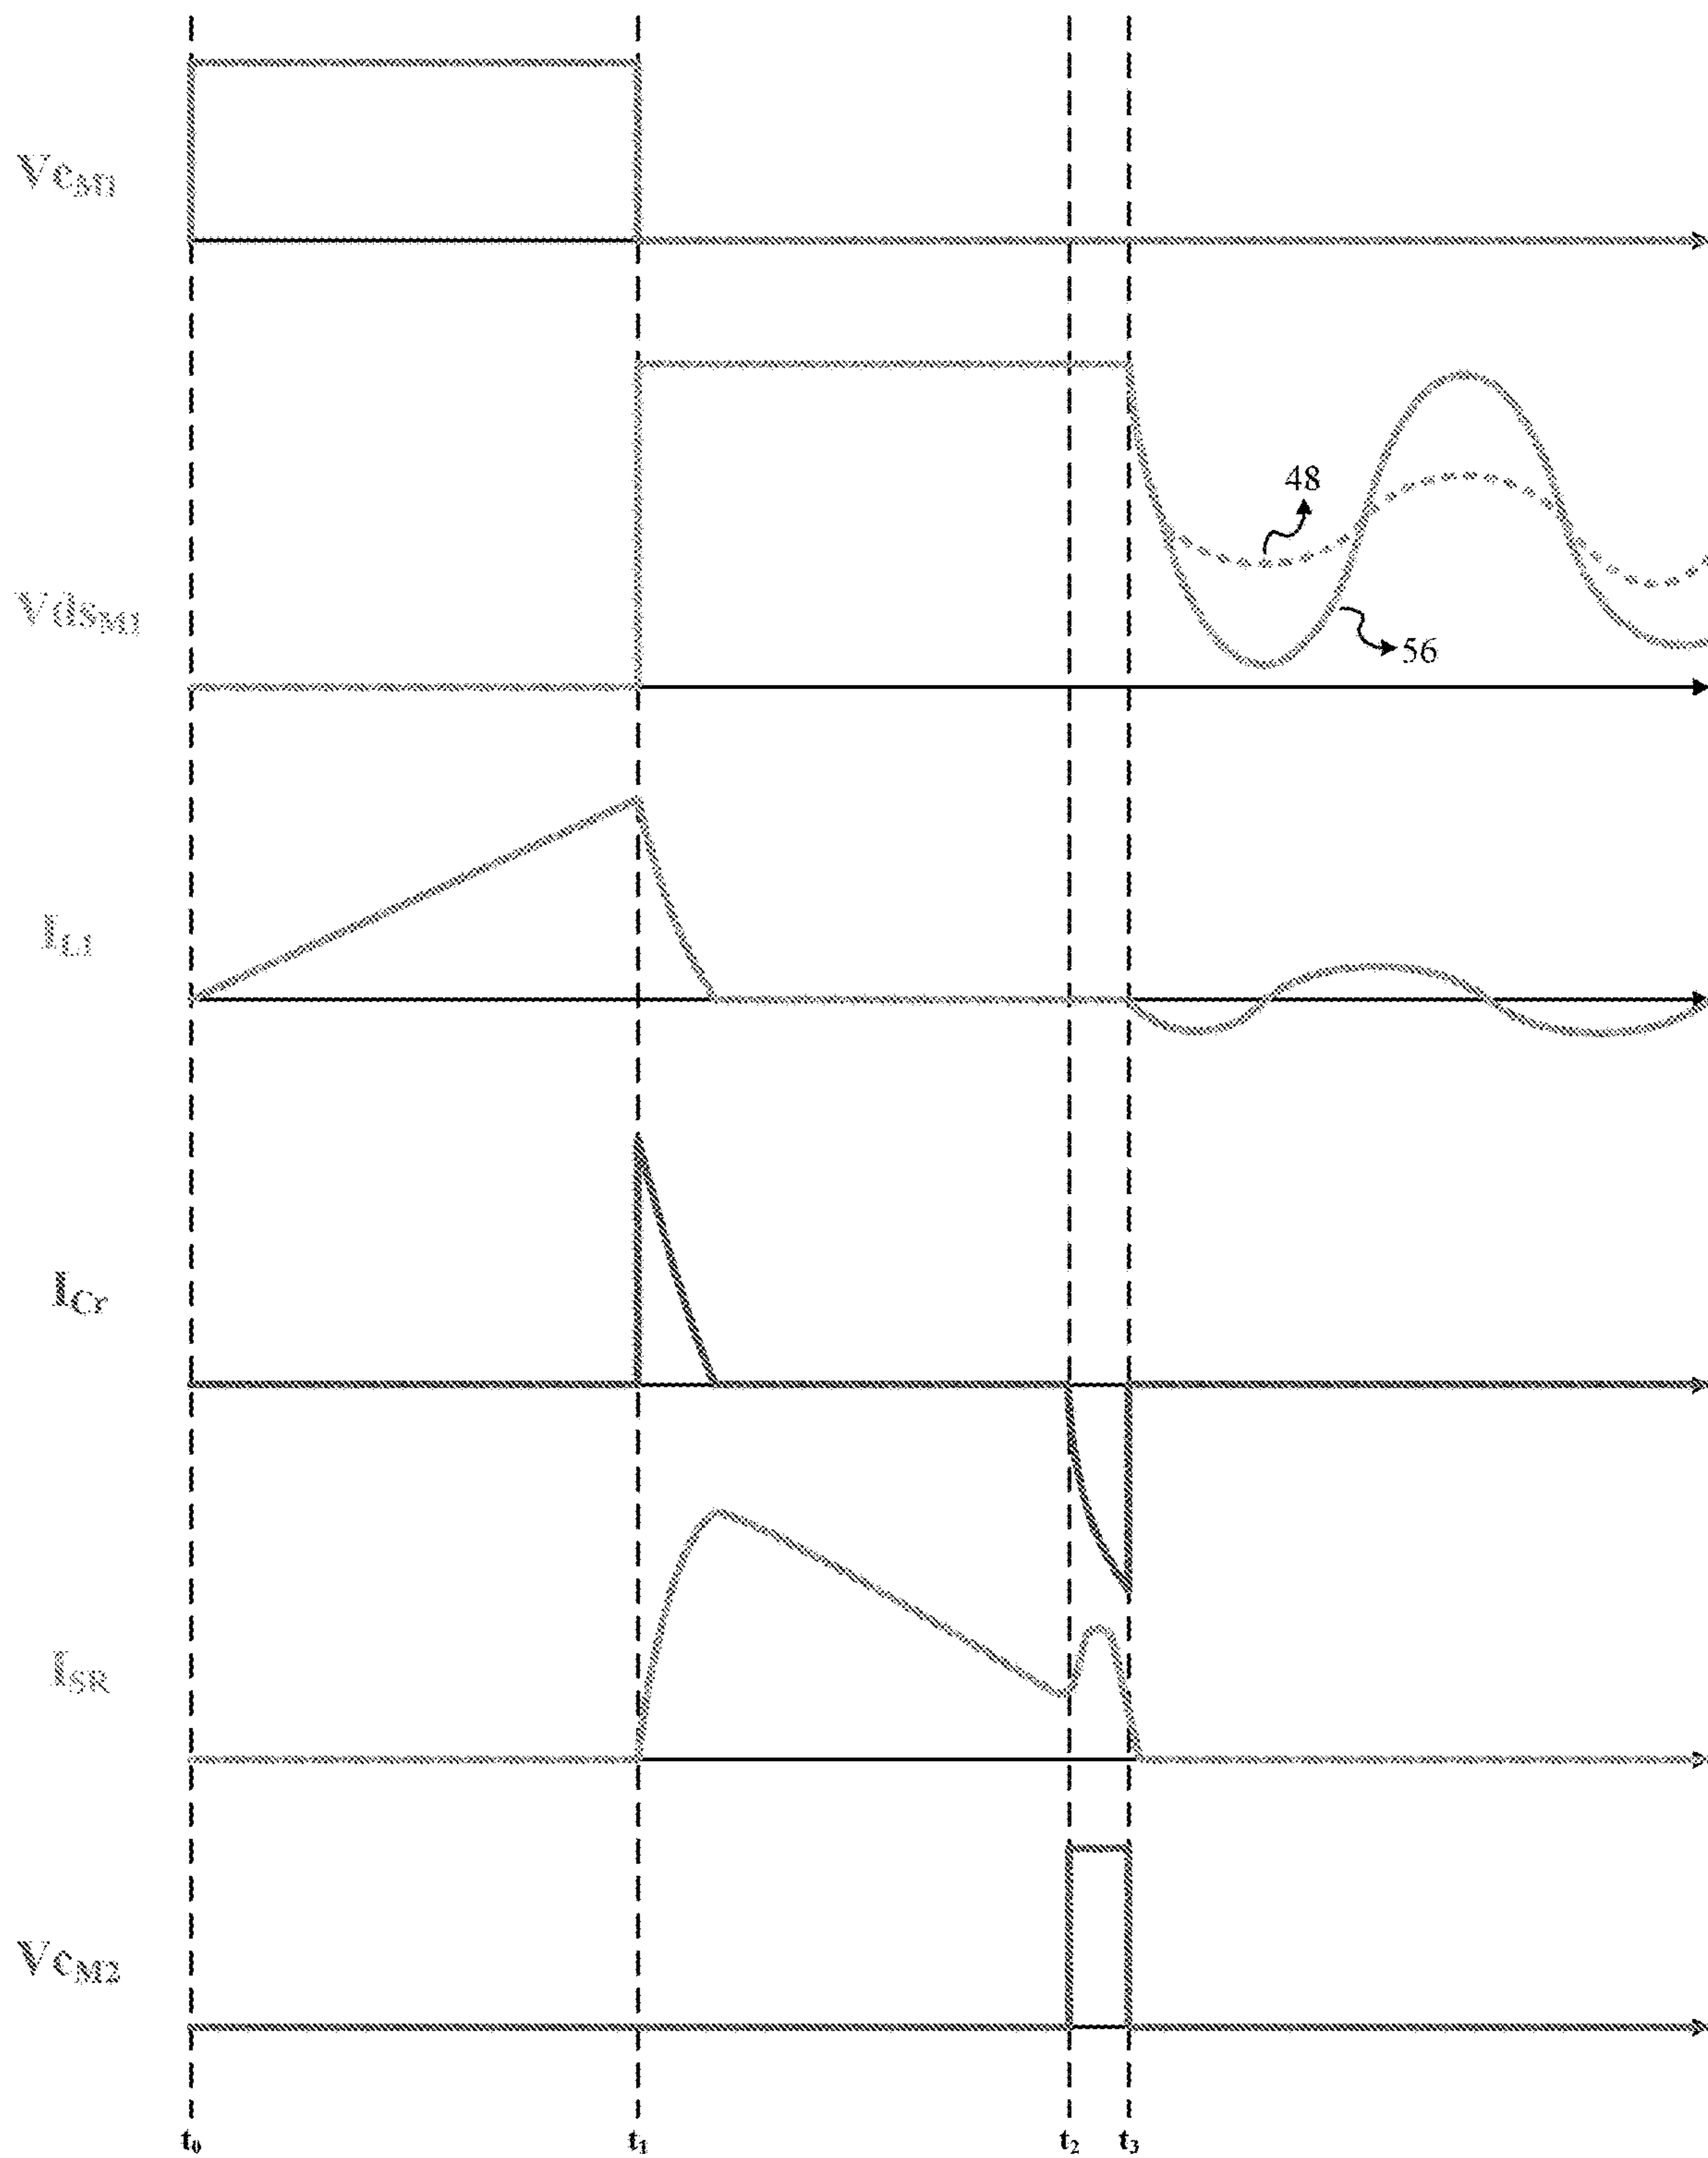 Vc_M1
48
Vds_M1
56
I_L1
I_Cr
I_SR
Vc_M2
t₀ t₁ t₂ t₃